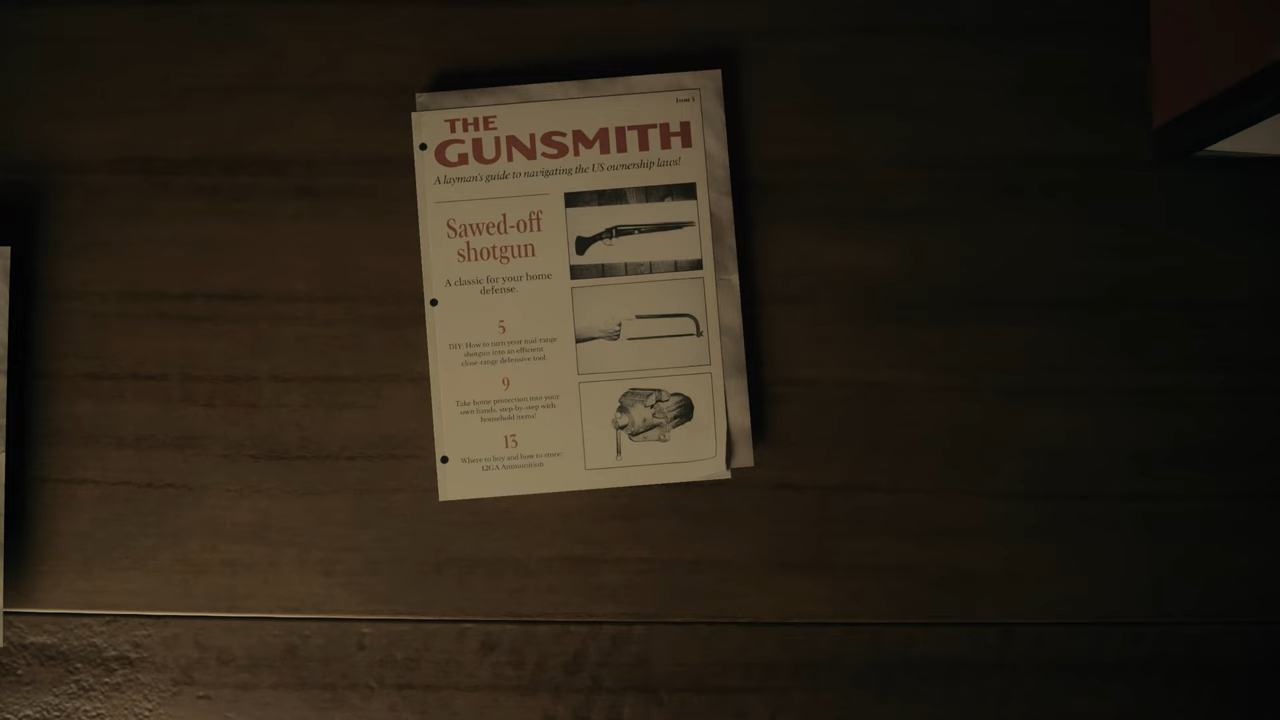 Issue 5
THE
GUNSMITH
A layman's guide to navigating the US ownership laws!
Sawed-off
shotgun
A classic for your home
defense.
5
DIY: How to turn your mid-range
shotgun into an efficient
close-range defensive tool
9
Take home protection into your
own hands, step-by-step with
household items!
13
Where to buy and how to store:
12GA Ammunition